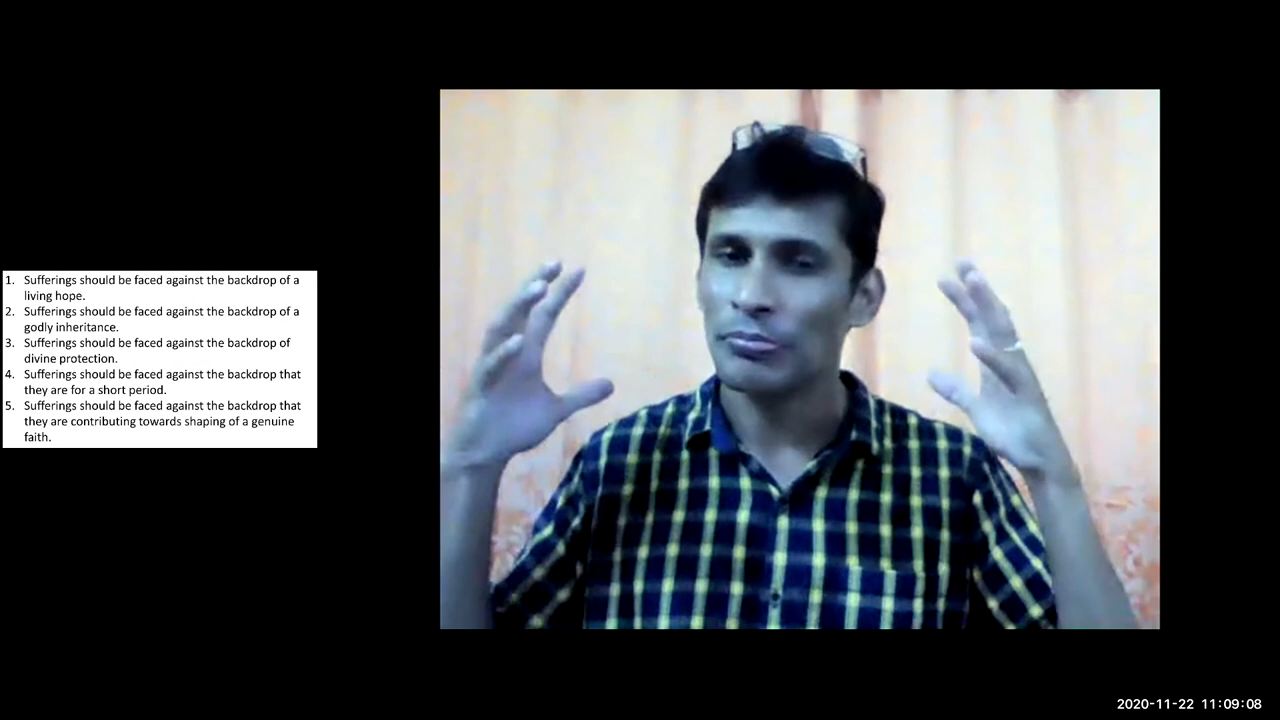 1. Sufferings should be faced against the backdrop of a
living hope.
2. Sufferings should be faced against the backdrop of a
godly inheritance.
3. Sufferings should be faced against the backdrop of
divine protection.
4. Sufferings should be faced against the backdrop that
they are for a short period.
5. Sufferings should be faced against the backdrop that
they are contributing towards shaping of a genuine
faith.
2020-11-22 11:09:08